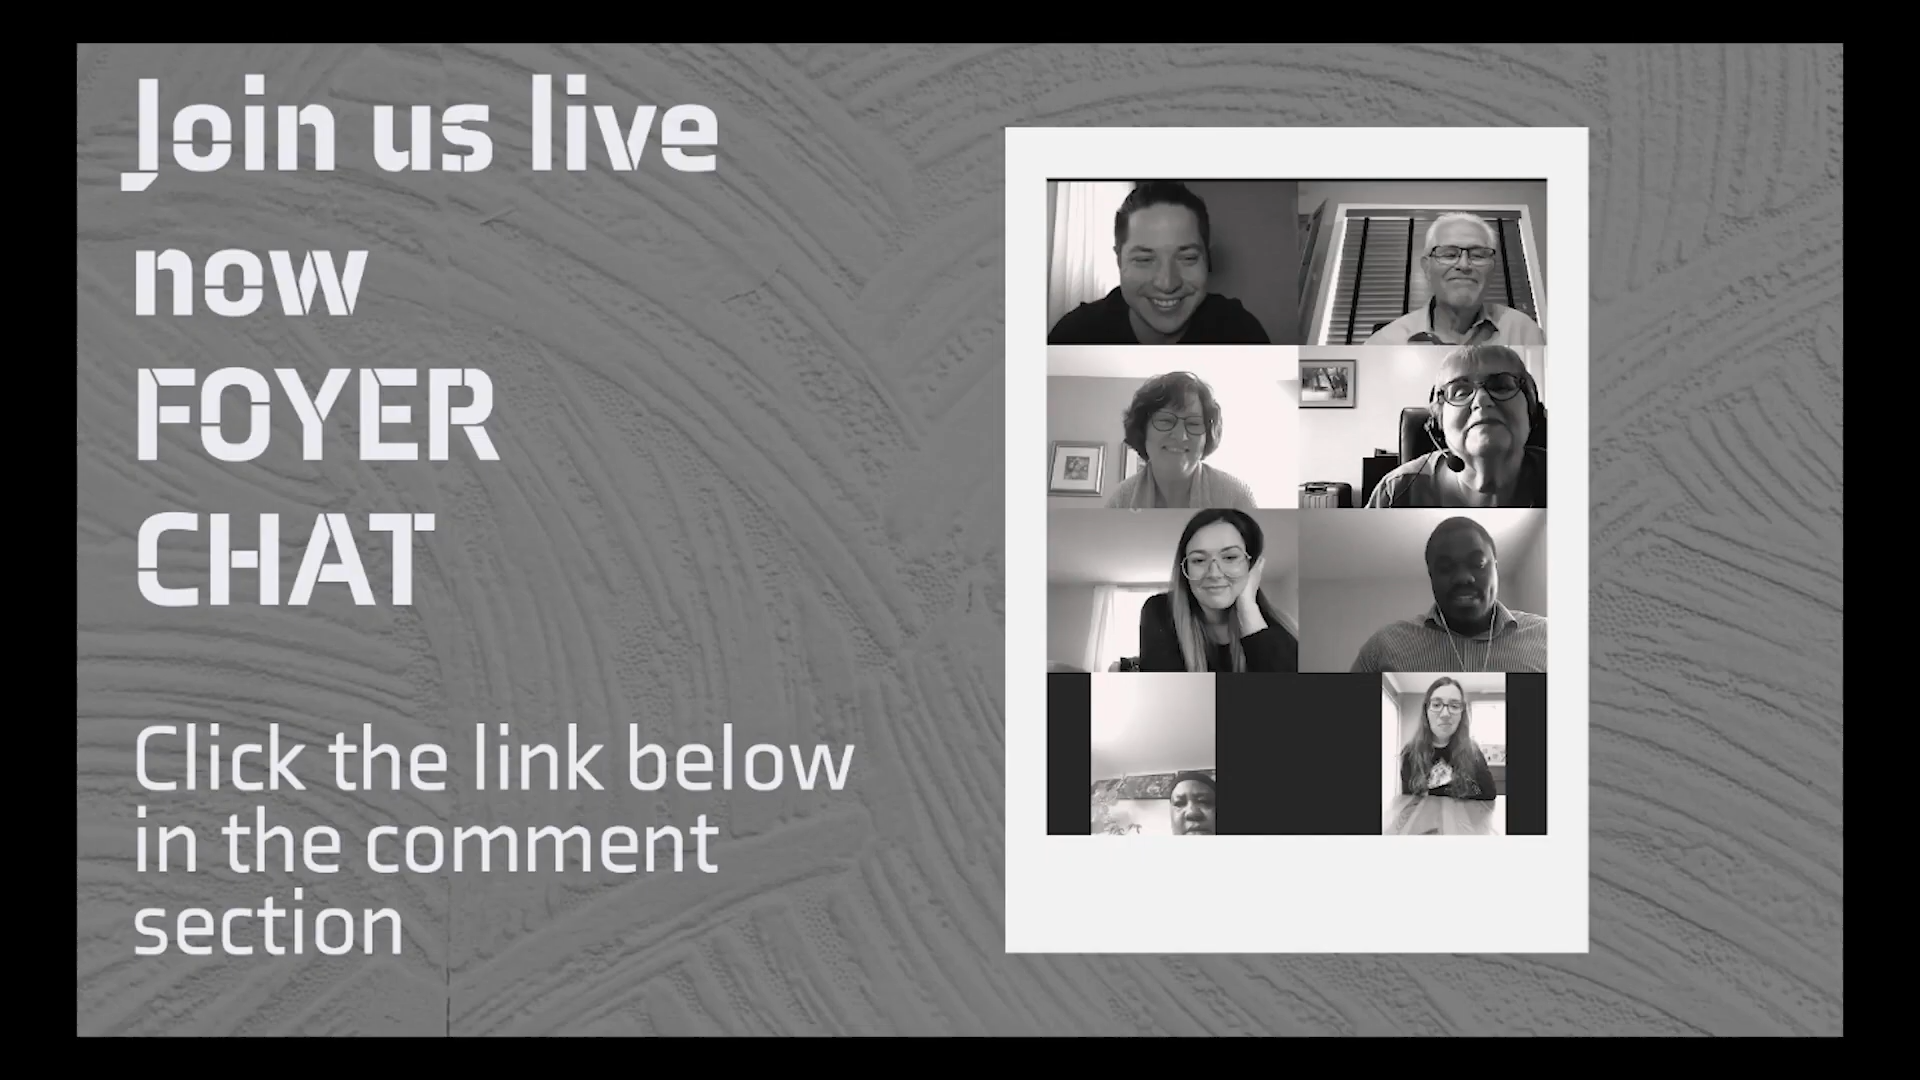 Join us live
now
FOYER
CHAT
Click the link below
in the comment
section